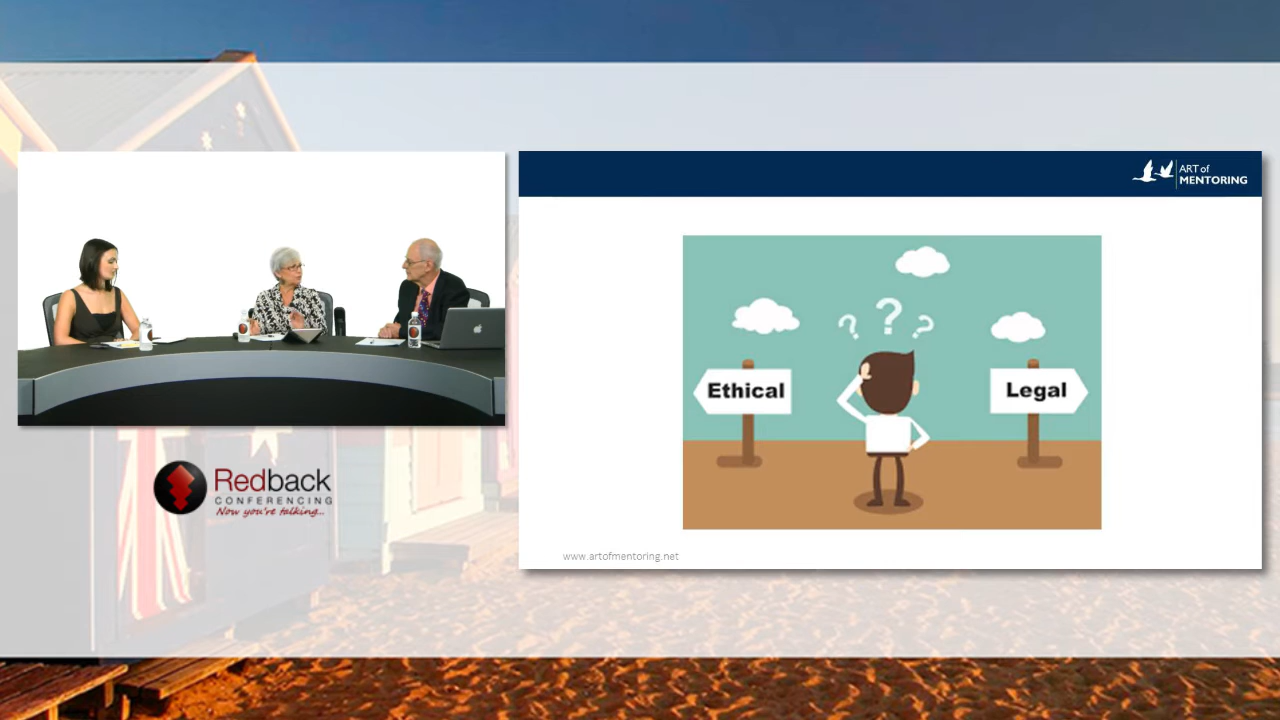 ART of
MENTORING
? ? ?
Ethical
Legal
Redback
CONFERENCING
Now you're talking...
www.artofmentoring.net